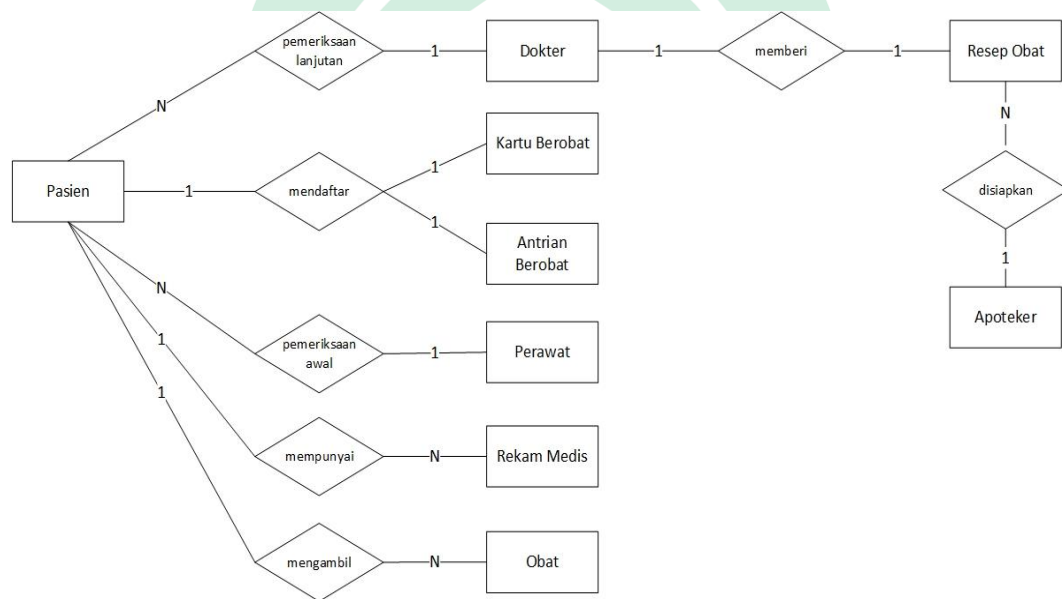 pemeriksaan
lanjutan
1
Dokter
1
memberi
1
Resep Obat
N
N
Kartu Berobat
1
Pasien
1
mendaftar
disiapkan
1
Antrian
Berobat
1
N
Apoteker
pemeriksaan
awal
1
Perawat
1
1
mempunyai
N
Rekam Medis
mengambil
N
Obat